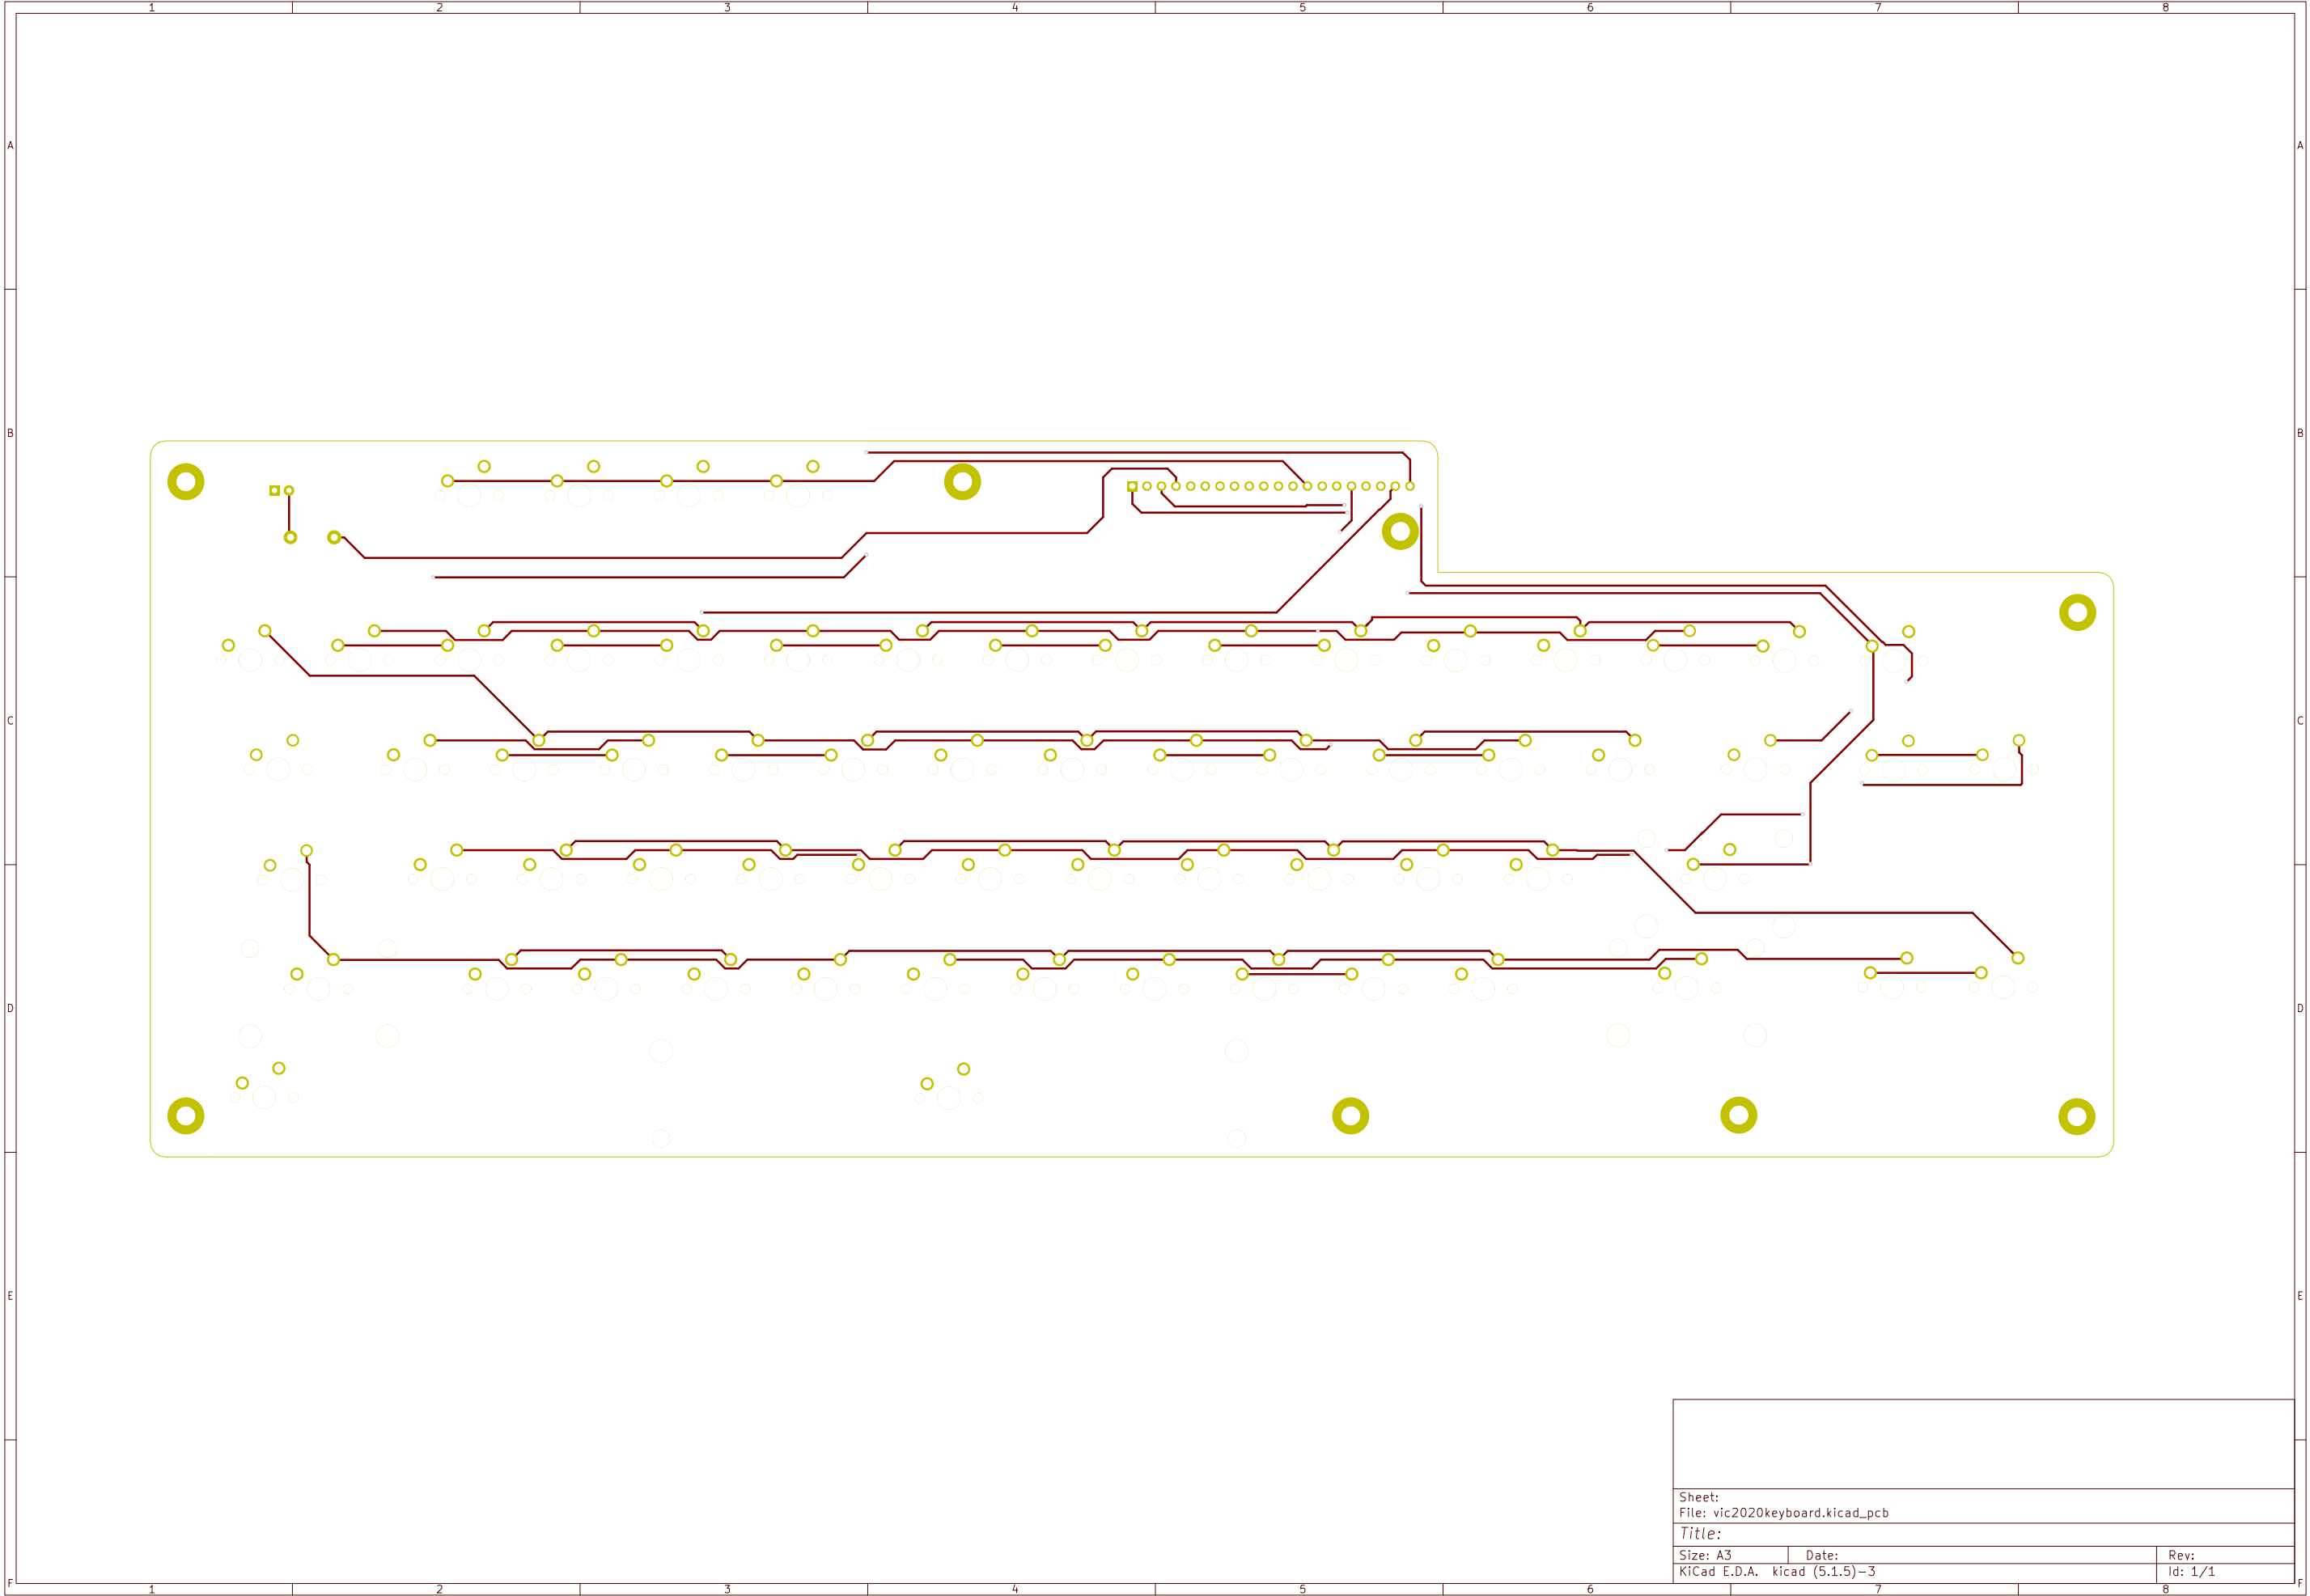 1 2 3 4 5 6 7 8
A A
B B
C C
D D
E E
Sheet:
File: vic2020keyboard.kicad_pcb
Title:
Size: A3 Date: Rev:
KiCad E.D.A. kicad (5.1.5)-3 Id: 1/1
F F
1 2 3 4 5 6 7 8